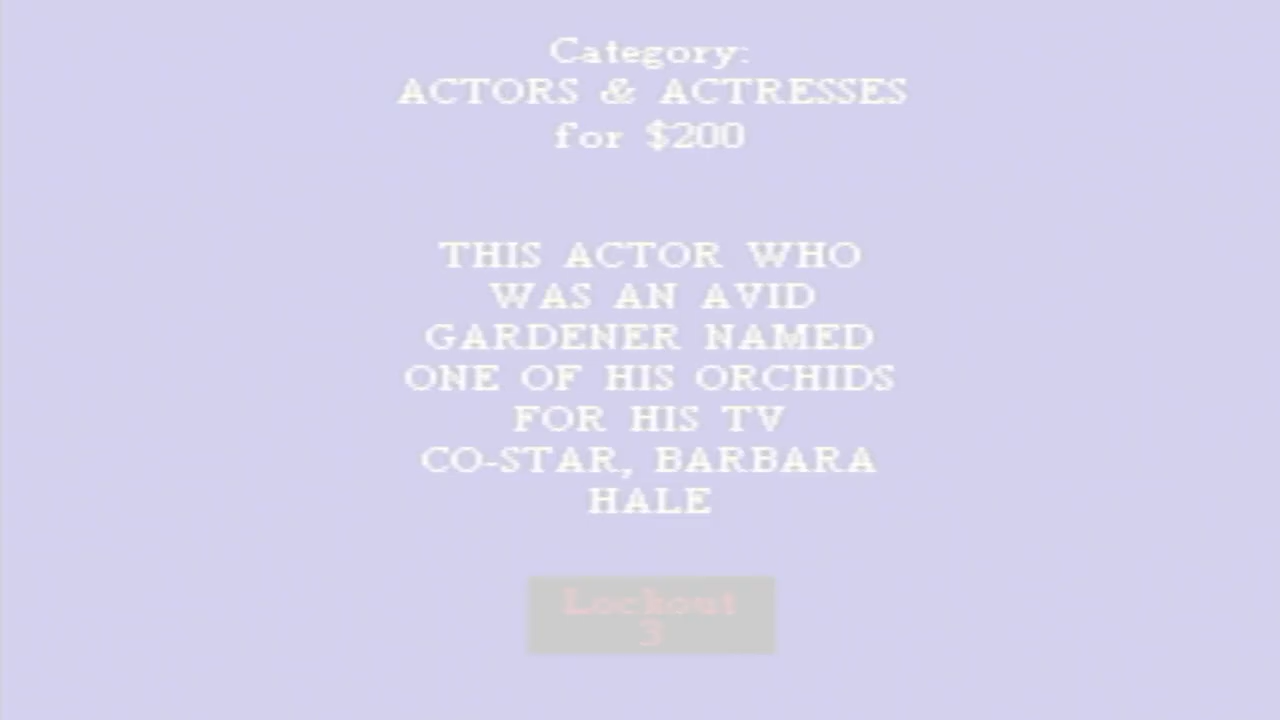 Category:
ACTORS & ACTRESSES
for $200
THIS ACTOR WHO
WAS AN AVID
GARDENER NAMED
ONE OF HIS ORCHIDS
FOR HIS TV
CO-STAR, BARBARA
HALE
Lockout
3